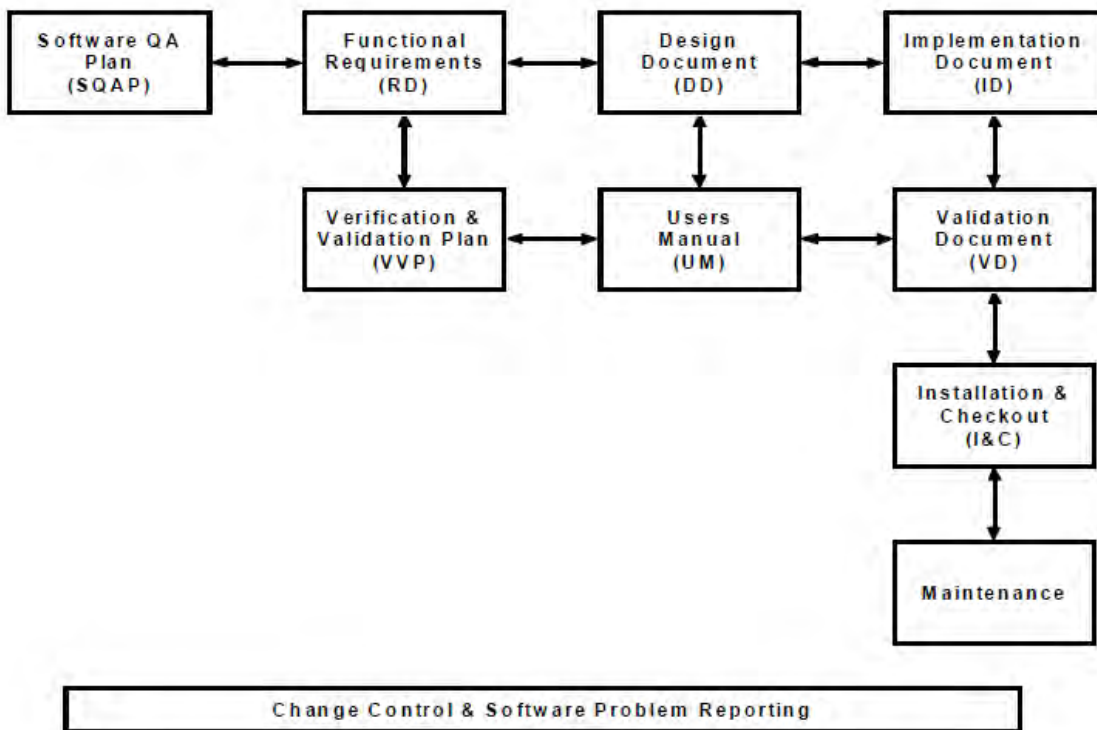 Software QA
Plan
(SQAP)
Functional
Requirements
(RD)
Design
Document
(DD)
Implementation
Document
(ID)
Verification &
Validation Plan
(VVP)
Users
Manual
(UM)
Validation
Document
(VD)
Installation &
Checkout
(I&C)
Maintenance
Change Control & Software Problem Reporting